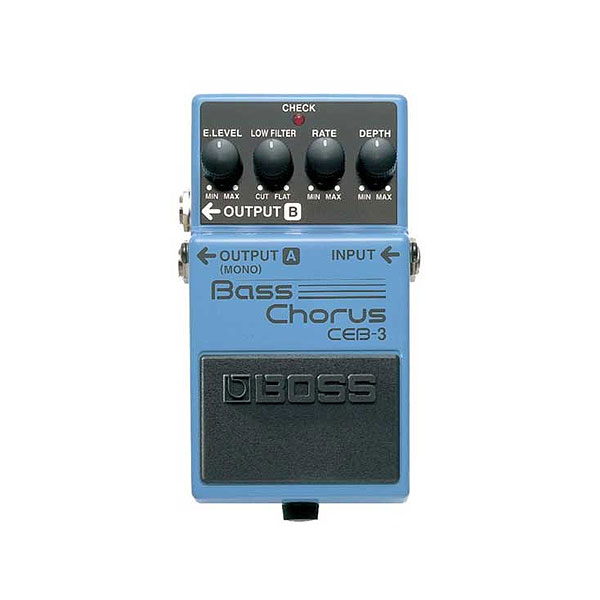 CHECK
E.LEVEL LOW FILTER RATE DEPTH
MIN MAX CUT FLAT MIN MAX MIN MAX
← OUTPUT B
← OUTPUT A INPUT ←
(MONO)
Bass
Chorus
CEB-3
BOSS